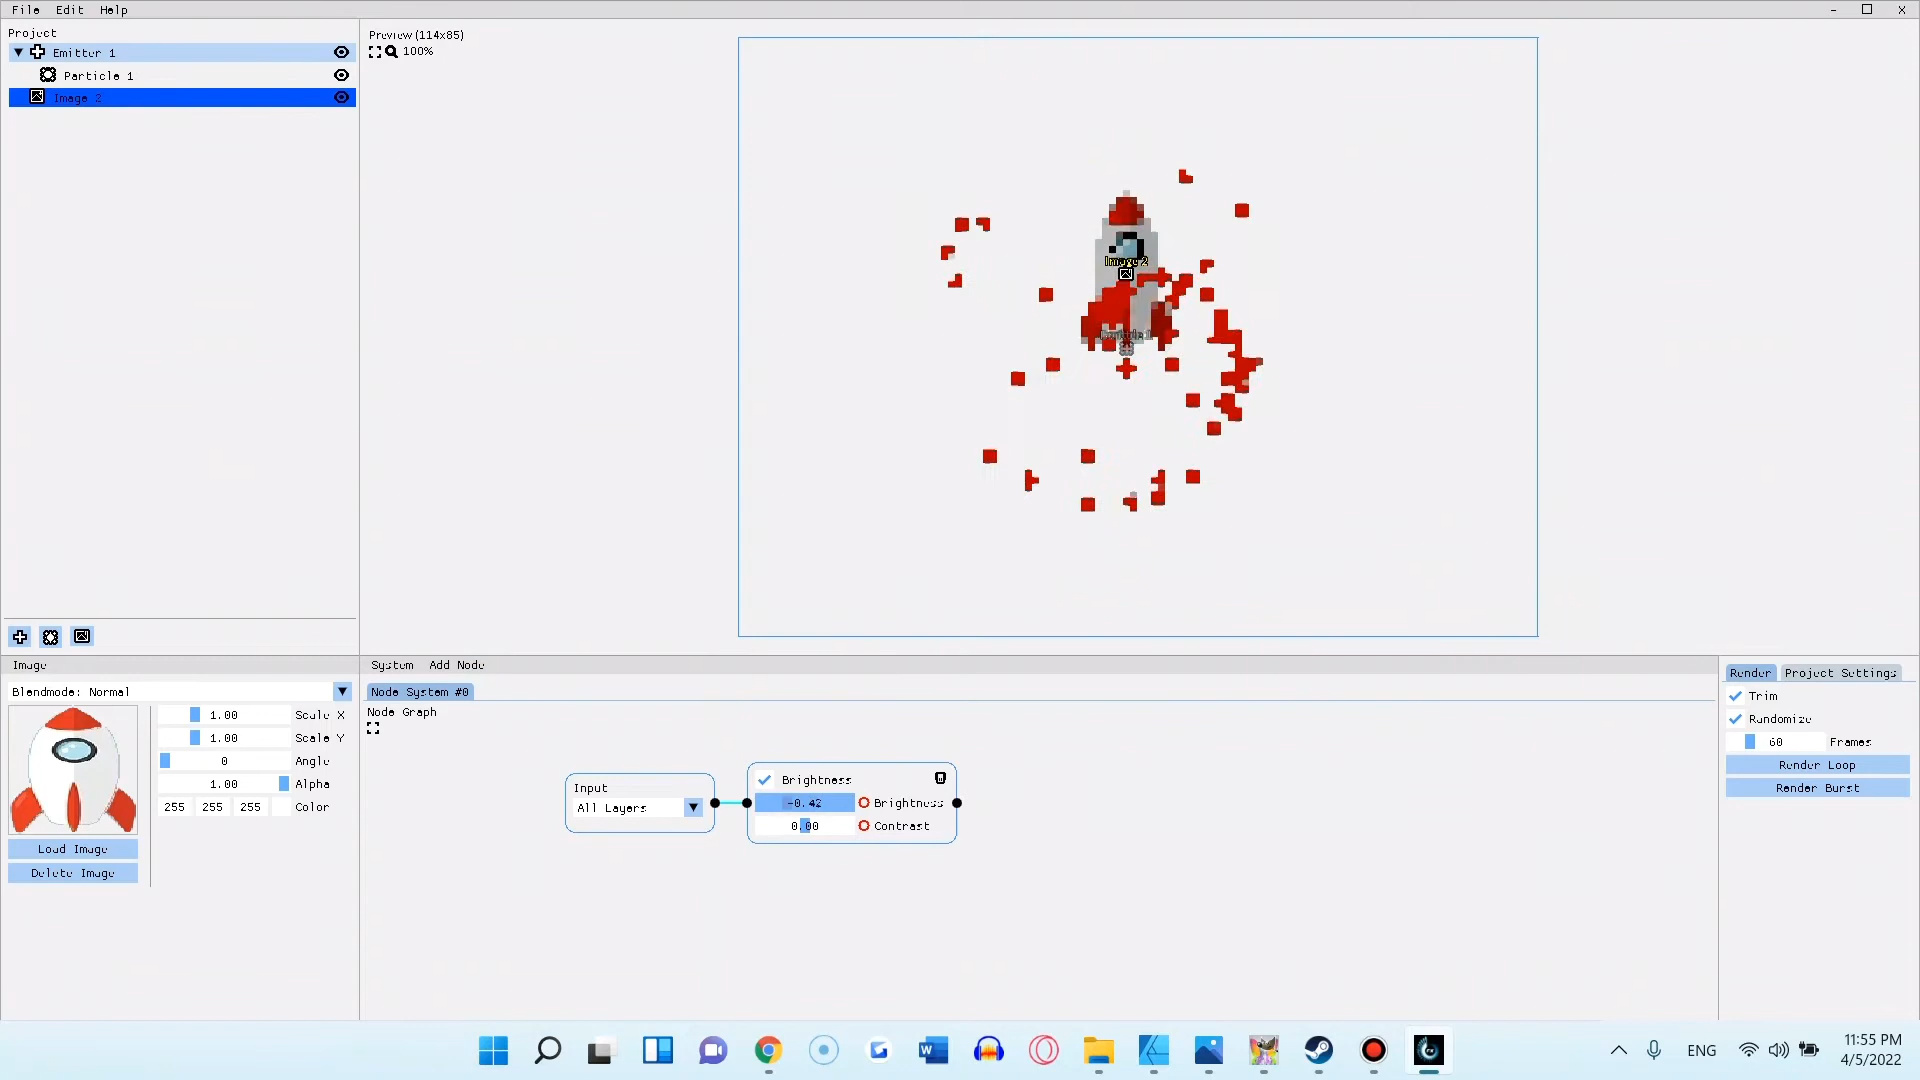 File Edit Help
Project
Emitter 1
Particle 1
Image 2
Preview (114x85)
100%
Image 2
Image
Blendmode: Normal
1.00 Scale X
1.00 Scale Y
0 Angle
1.00 Alpha
255 255 255 Color
Load Image
Delete Image
System Add Node
Node System #0
Node Graph
Input
All Layers
Brightness
-0.42 Brightness
0.00 Contrast
Render Project Settings
Trim
Randomize
60 Frames
Render Loop
Render Burst
ENG
11:55 PM
4/5/2022